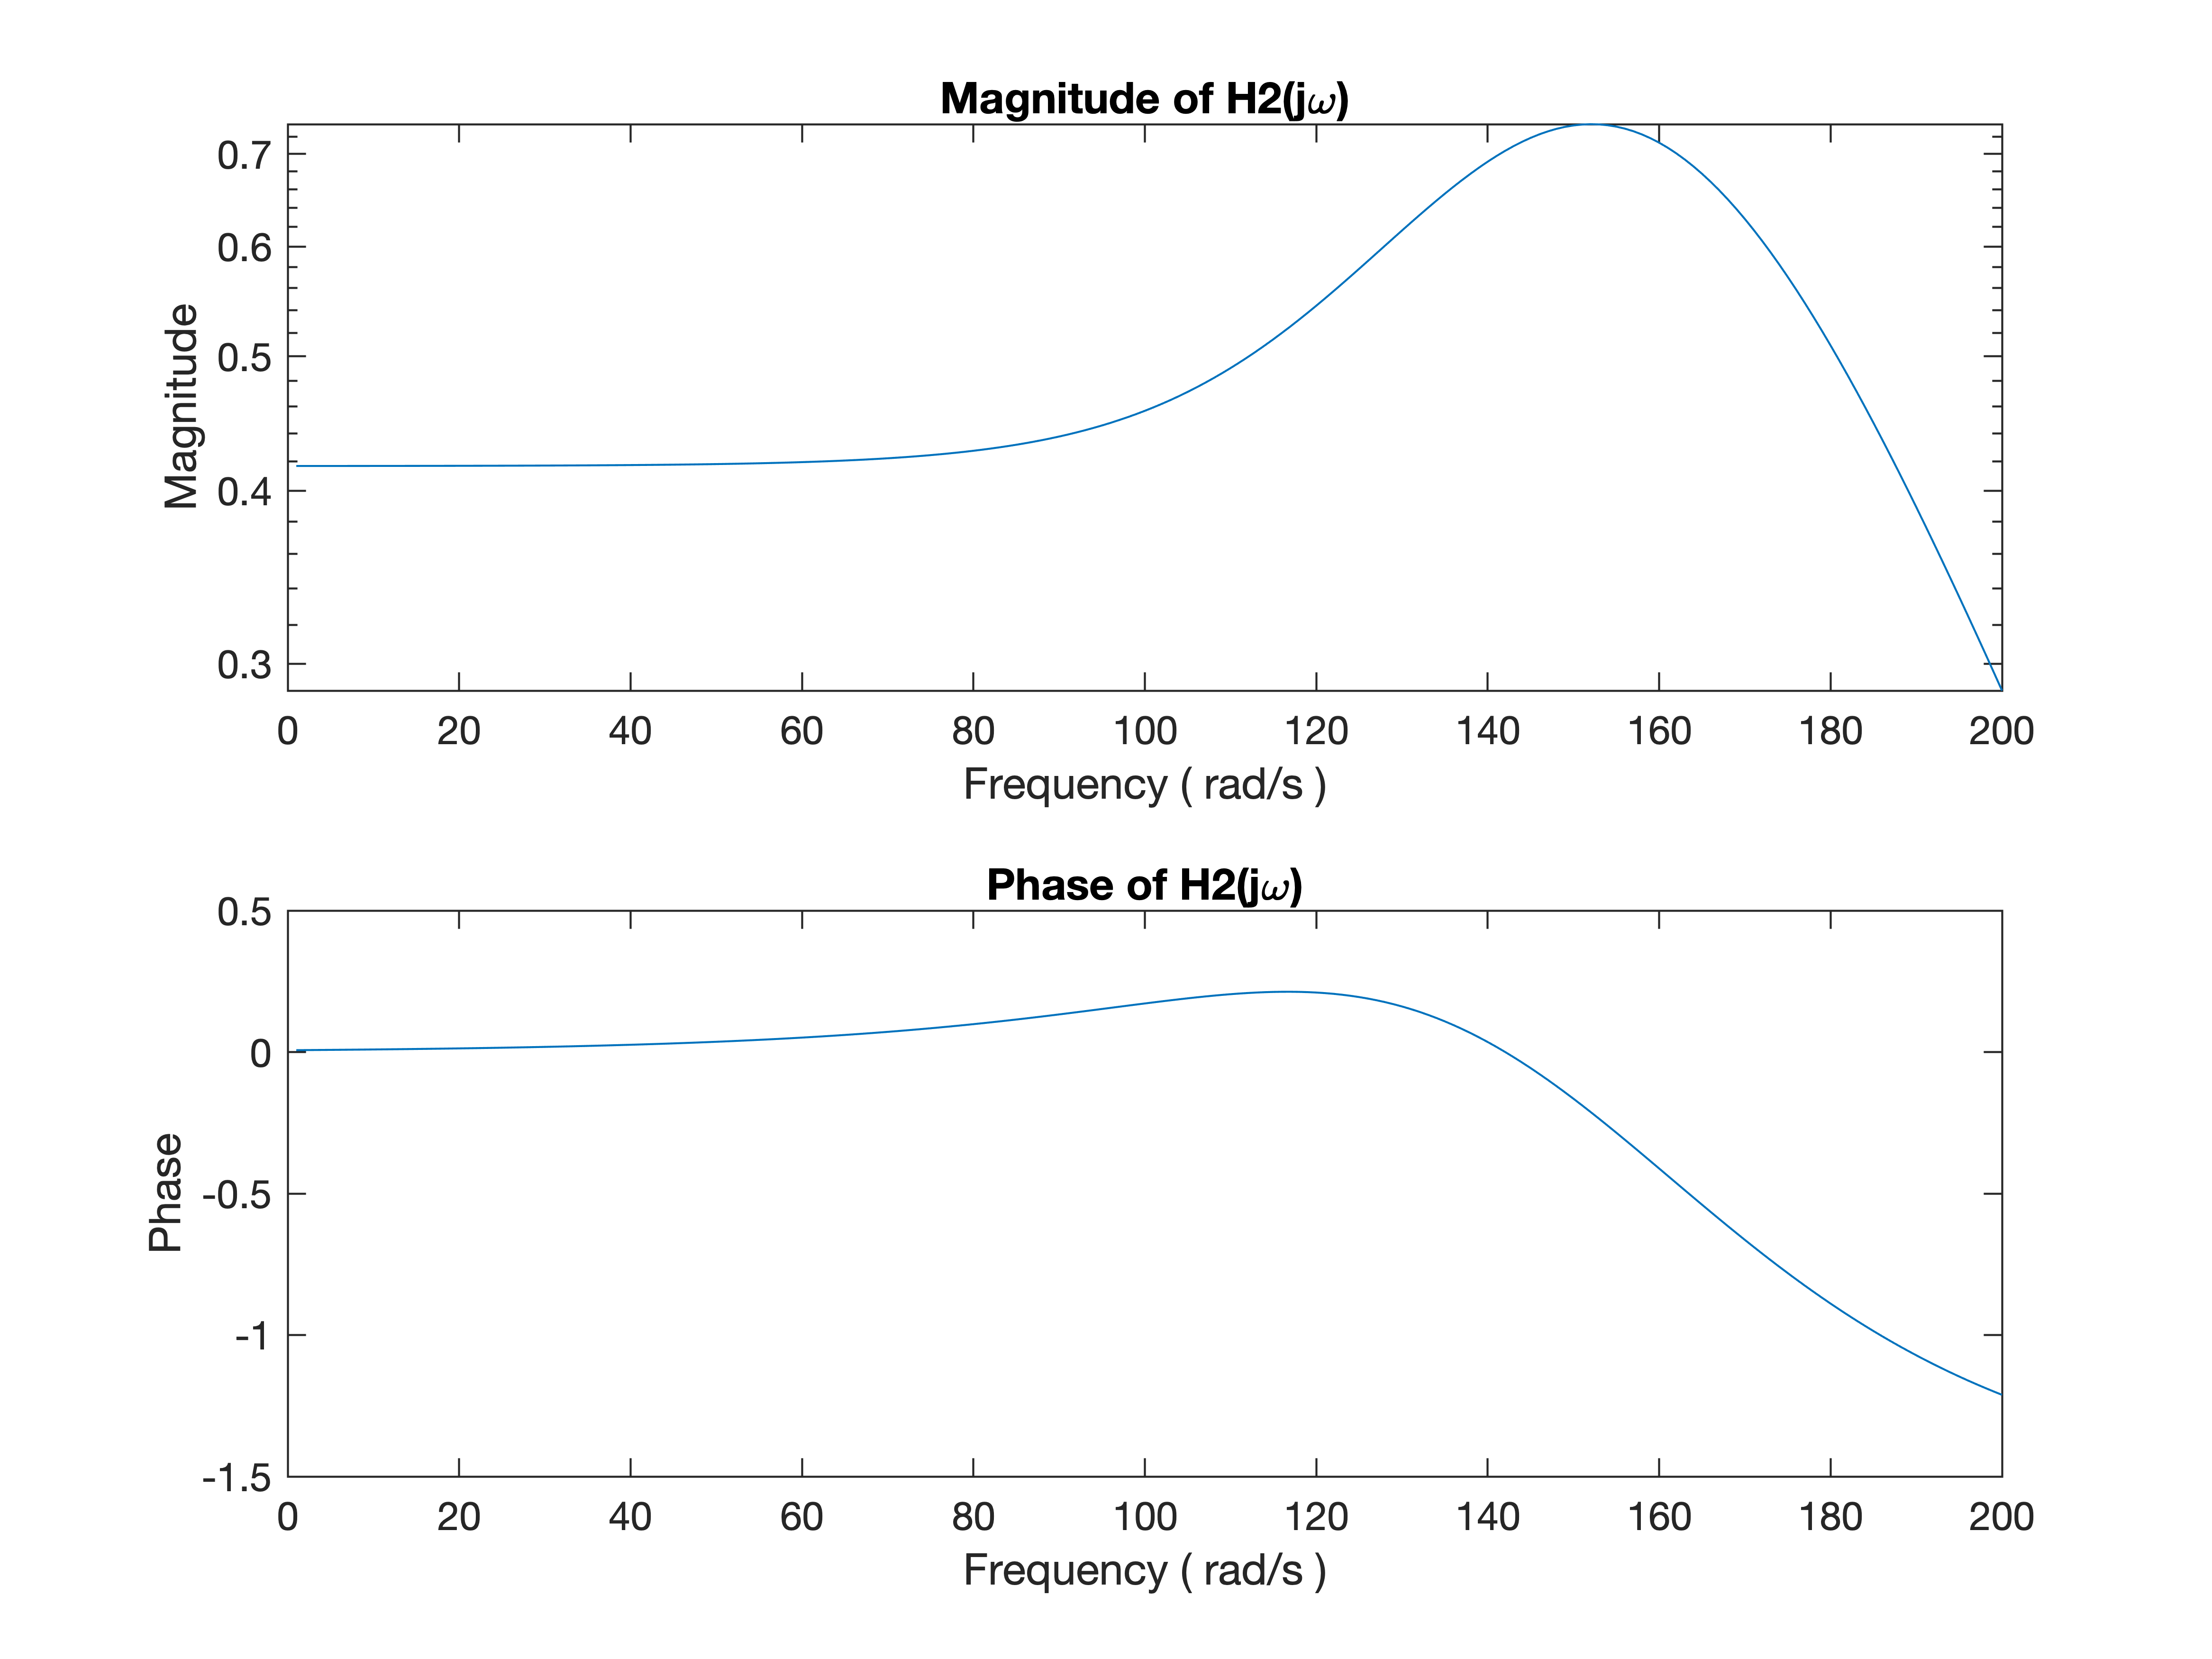 Magnitude of H2(jω)
0.7
0.6
0.5
0.4
0.3
Magnitude
0 20 40 60 80 100 120 140 160 180 200
Frequency ( rad/s )
Phase of H2(jω)
0.5
0
-0.5
-1
-1.5
Phase
0 20 40 60 80 100 120 140 160 180 200
Frequency ( rad/s )